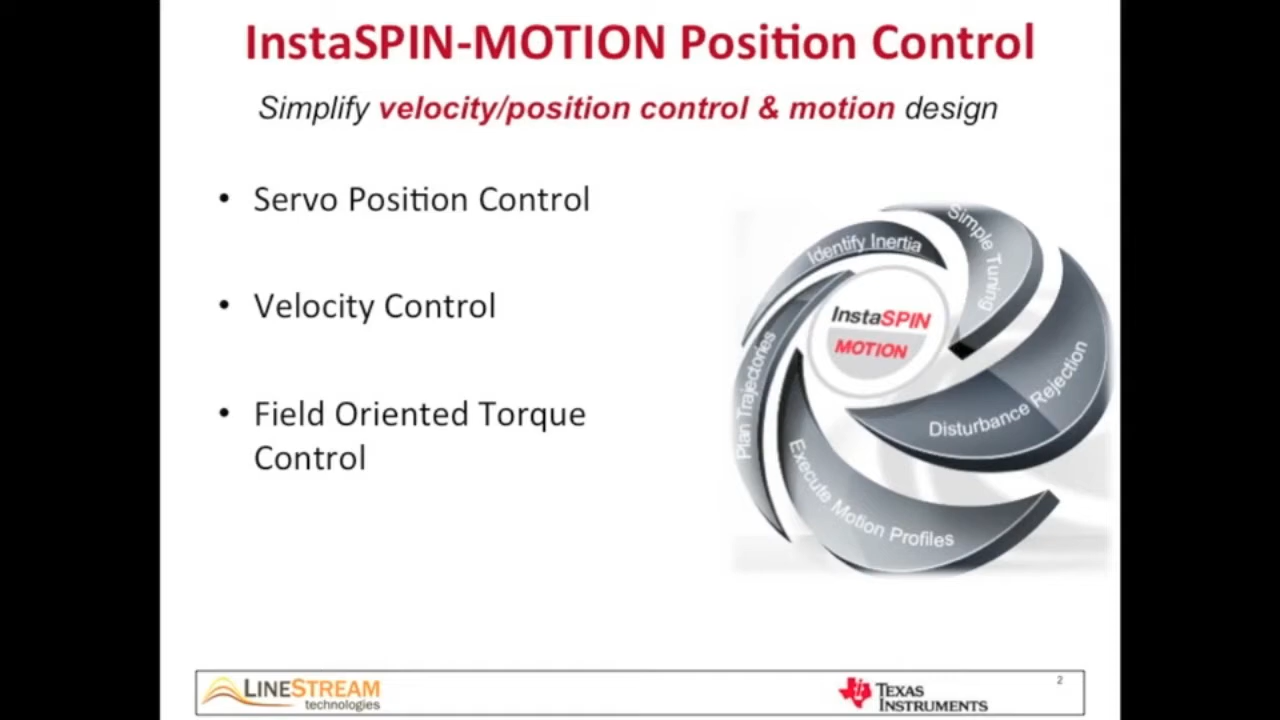 InstaSPIN-MOTION Position Control
Simplify velocity/position control & motion design
• Servo Position Control
• Velocity Control
• Field Oriented Torque
Control
Identify Inertia
Simple Tuning
InstaSPIN
MOTION
Plan Trajectories
Disturbance Rejection
Execute Motion Profiles
LINESTREAM
technologies
TEXAS
INSTRUMENTS
2